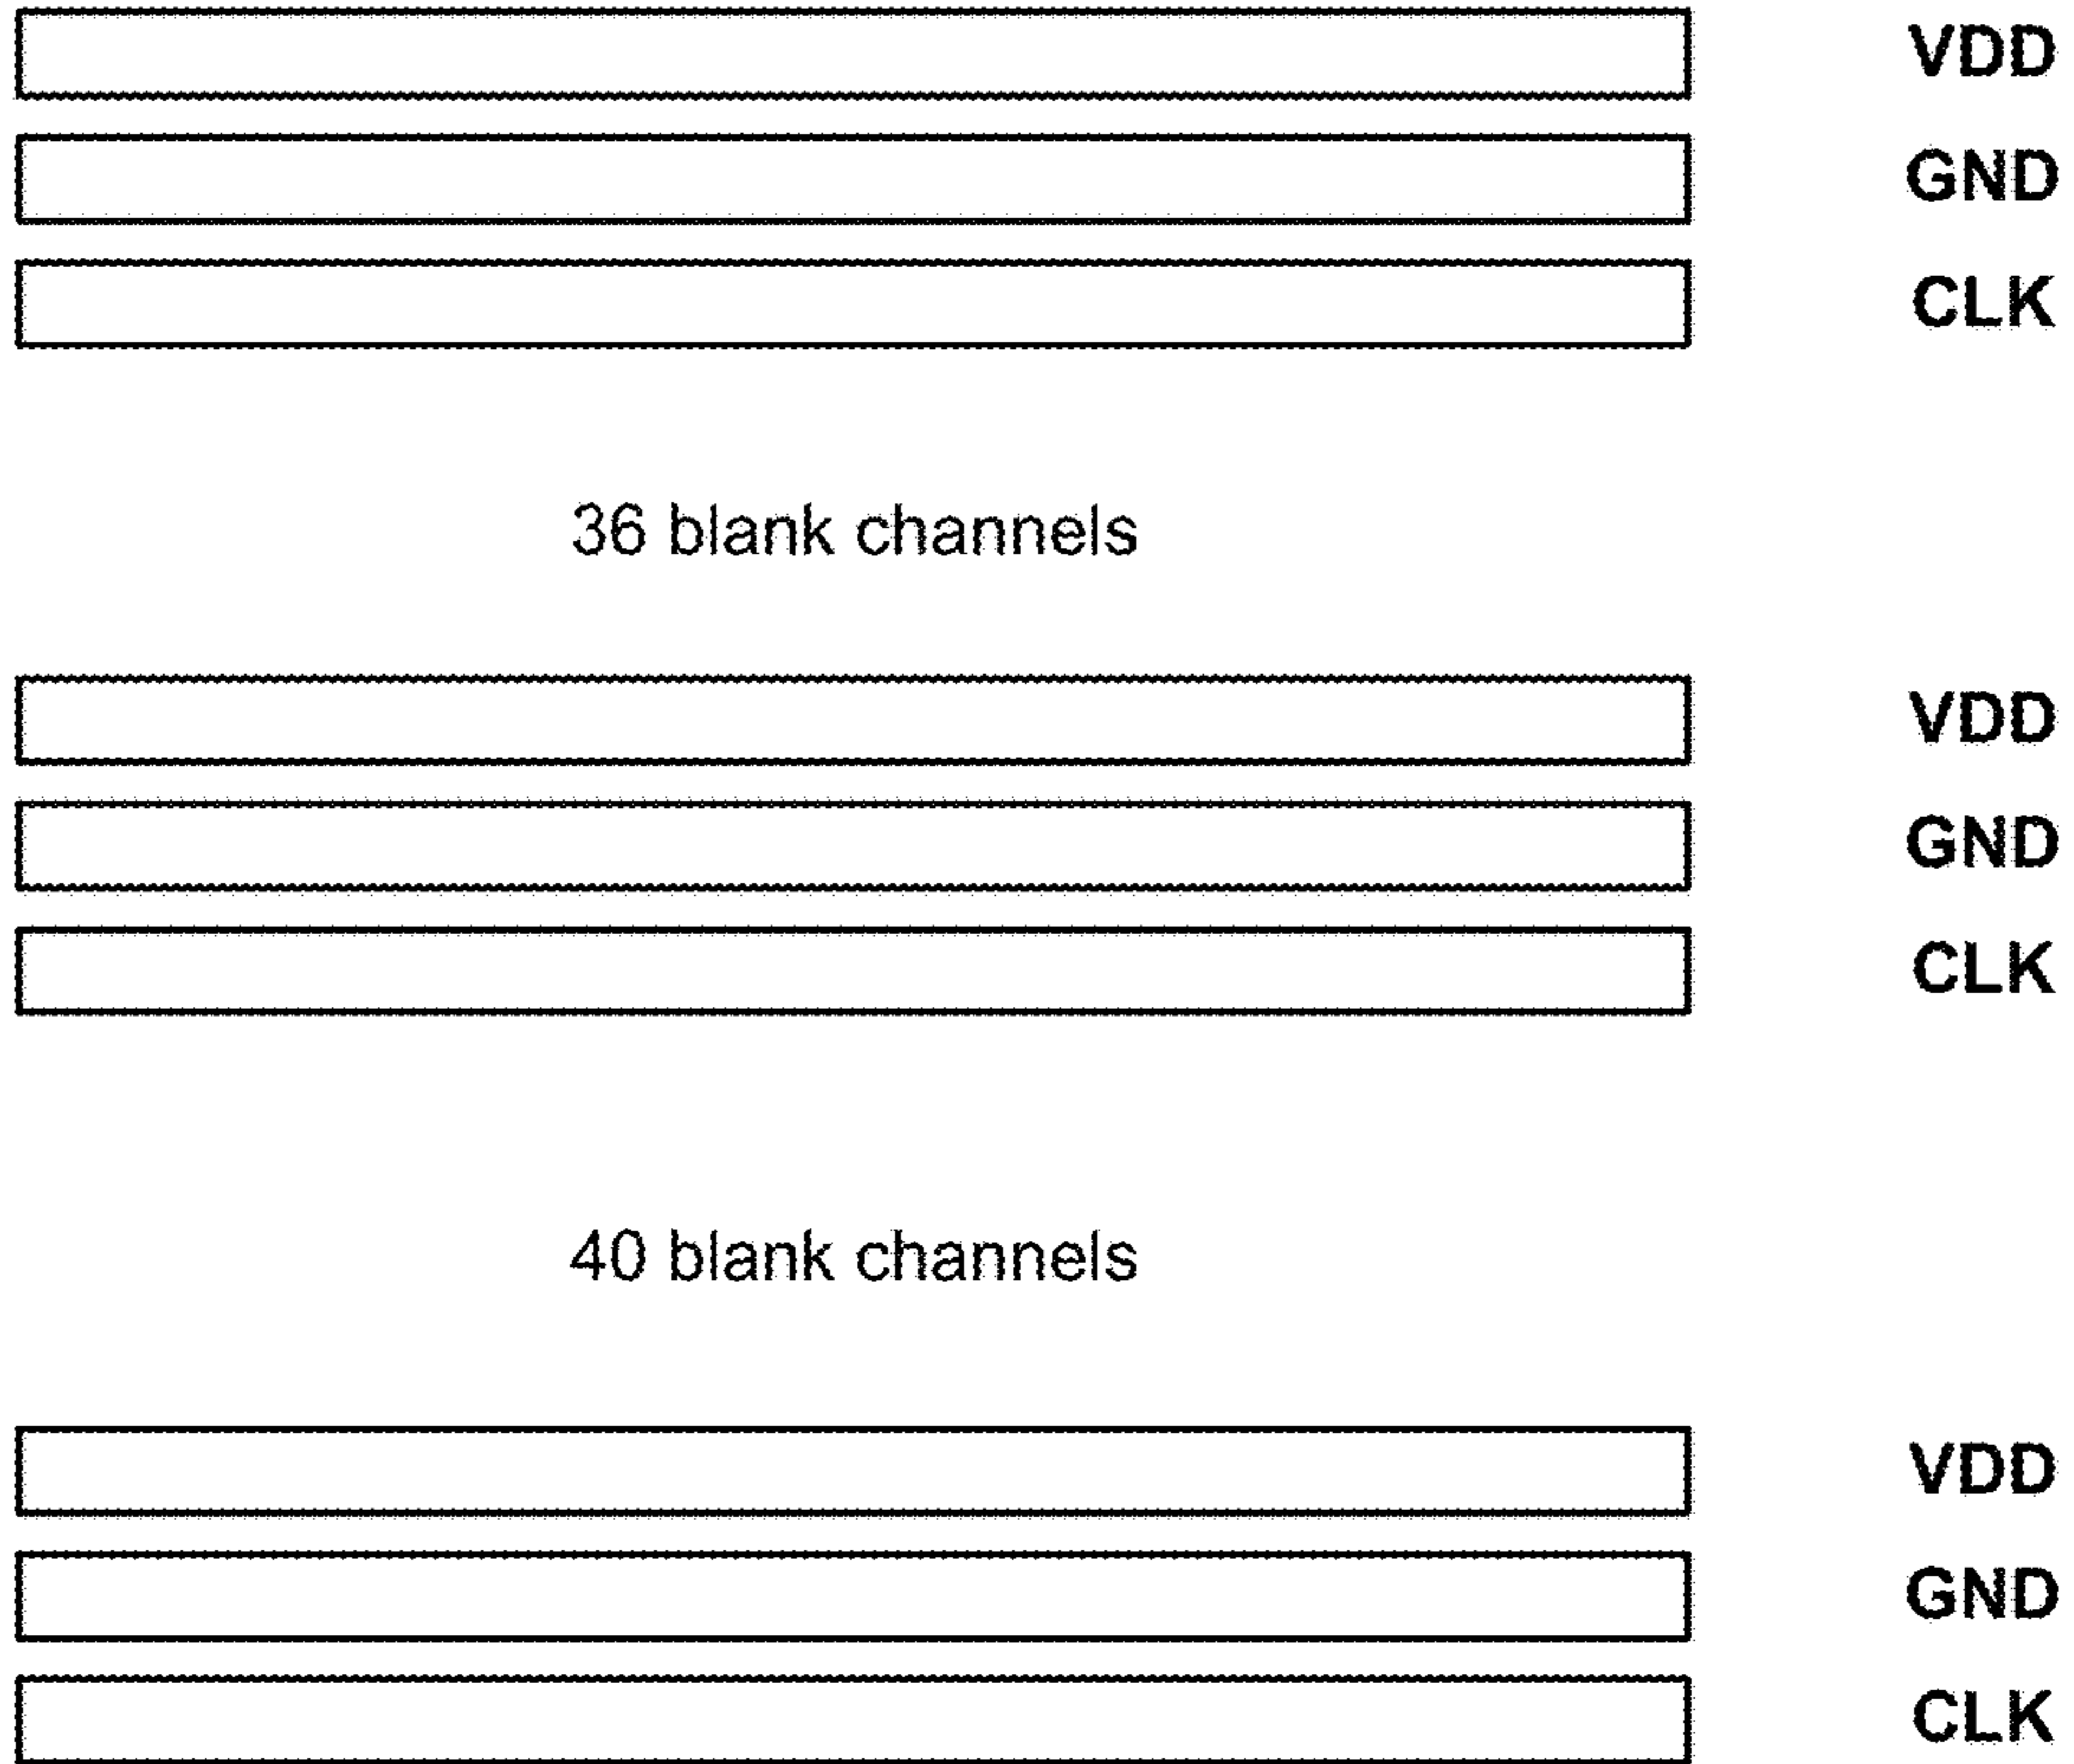 VDD
GND
CLK
36 blank channels
VDD
GND
CLK
40 blank channels
VDD
GND
CLK